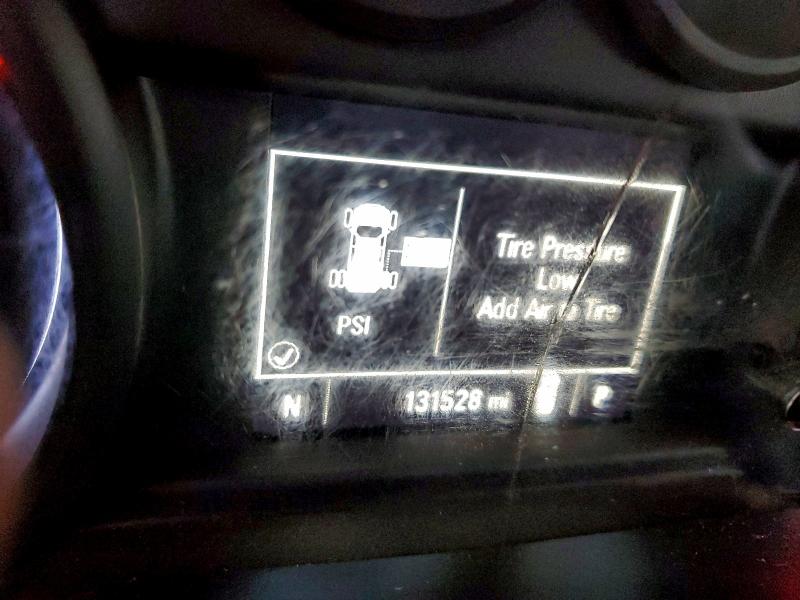 Tire Pressure
Low
Add Air to Tire
PSI
N
131528 mi
P